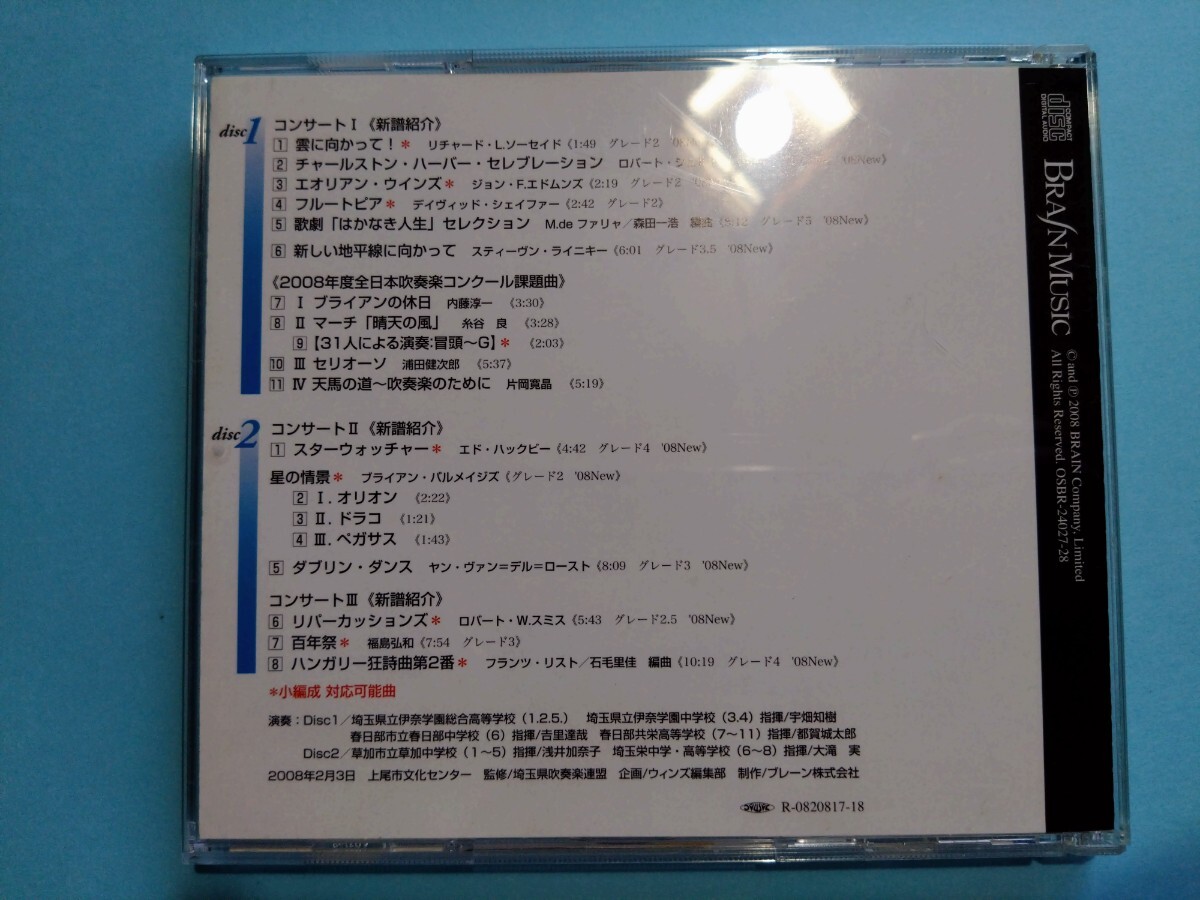 disc1
コンサートⅠ《新譜紹介》
1 雲に向かって！* リチャード・L.ソーセイド《1:49 グレード2
2 チャールストン・ハーバー・セレブレーション ロバート・ '08New》
3 エオリアン・ウインズ* ジョン・F.エドムンズ《2:19 グレード2
4 フルートピア* デイヴィッド・シェイファー《2:42 グレード2》
5 歌劇「はかなき人生」セレクション M.de ファリャ／森田一浩 編曲《8:12 グレード5 '08New》
6 新しい地平線に向かって スティーヴン・ライニキー《6:01 グレード3.5 '08New》
《2008年度全日本吹奏楽コンクール課題曲》
7 Ⅰ ブライアンの休日 内藤淳一 《3:30》
8 Ⅱ マーチ「晴天の風」 糸谷 良 《3:28》
9【31人による演奏:冒頭～G】* 《2:03》
10 Ⅲ セリオーソ 浦田健次郎 《5:37》
11 Ⅳ 天馬の道～吹奏楽のために 片岡寛晶 《5:19》
disc2
コンサートⅡ《新譜紹介》
1 スターウォッチャー* エド・ハックビー《4:42 グレード4 '08New》
星の情景* ブライアン・バルメイジズ《グレード2 '08New》
2 Ⅰ. オリオン 《2:22》
3 Ⅱ. ドラコ 《1:21》
4 Ⅲ. ペガサス 《1:43》
5 ダブリン・ダンス ヤン・ヴァン＝デル＝ロースト《8:09 グレード3 '08New》
コンサートⅢ《新譜紹介》
6 リバーカッションズ* ロバート・W.スミス《5:43 グレード2.5 '08New》
7 百年祭* 福島弘和《7:54 グレード3》
8 ハンガリー狂詩曲第2番* フランツ・リスト／石毛里佳 編曲《10:19 グレード4 '08New》
*小編成 対応可能曲
演奏：Disc1／埼玉県立伊奈学園総合高等学校（1.2.5.） 埼玉県立伊奈学園中学校（3.4）指揮/宇畑知樹
春日部市立春日部中学校（6）指揮/吉里達哉 春日部共栄高等学校（7～11）指揮/都賀城太郎
Disc2／草加市立草加中学校（1～5）指揮/浅井加奈子 埼玉栄中学・高等学校（6～8）指揮/大滝 実
2008年2月3日 上尾市文化センター 監修/埼玉県吹奏楽連盟 企画/ウィンズ編集部 制作/ブレーン株式会社
R-0820817-18
COMPACT
disc
DIGITAL AUDIO
BRAIN MUSIC
©and ℗ 2008 BRAIN Company, Limited
All Rights Reserved. OSBR-24027-28